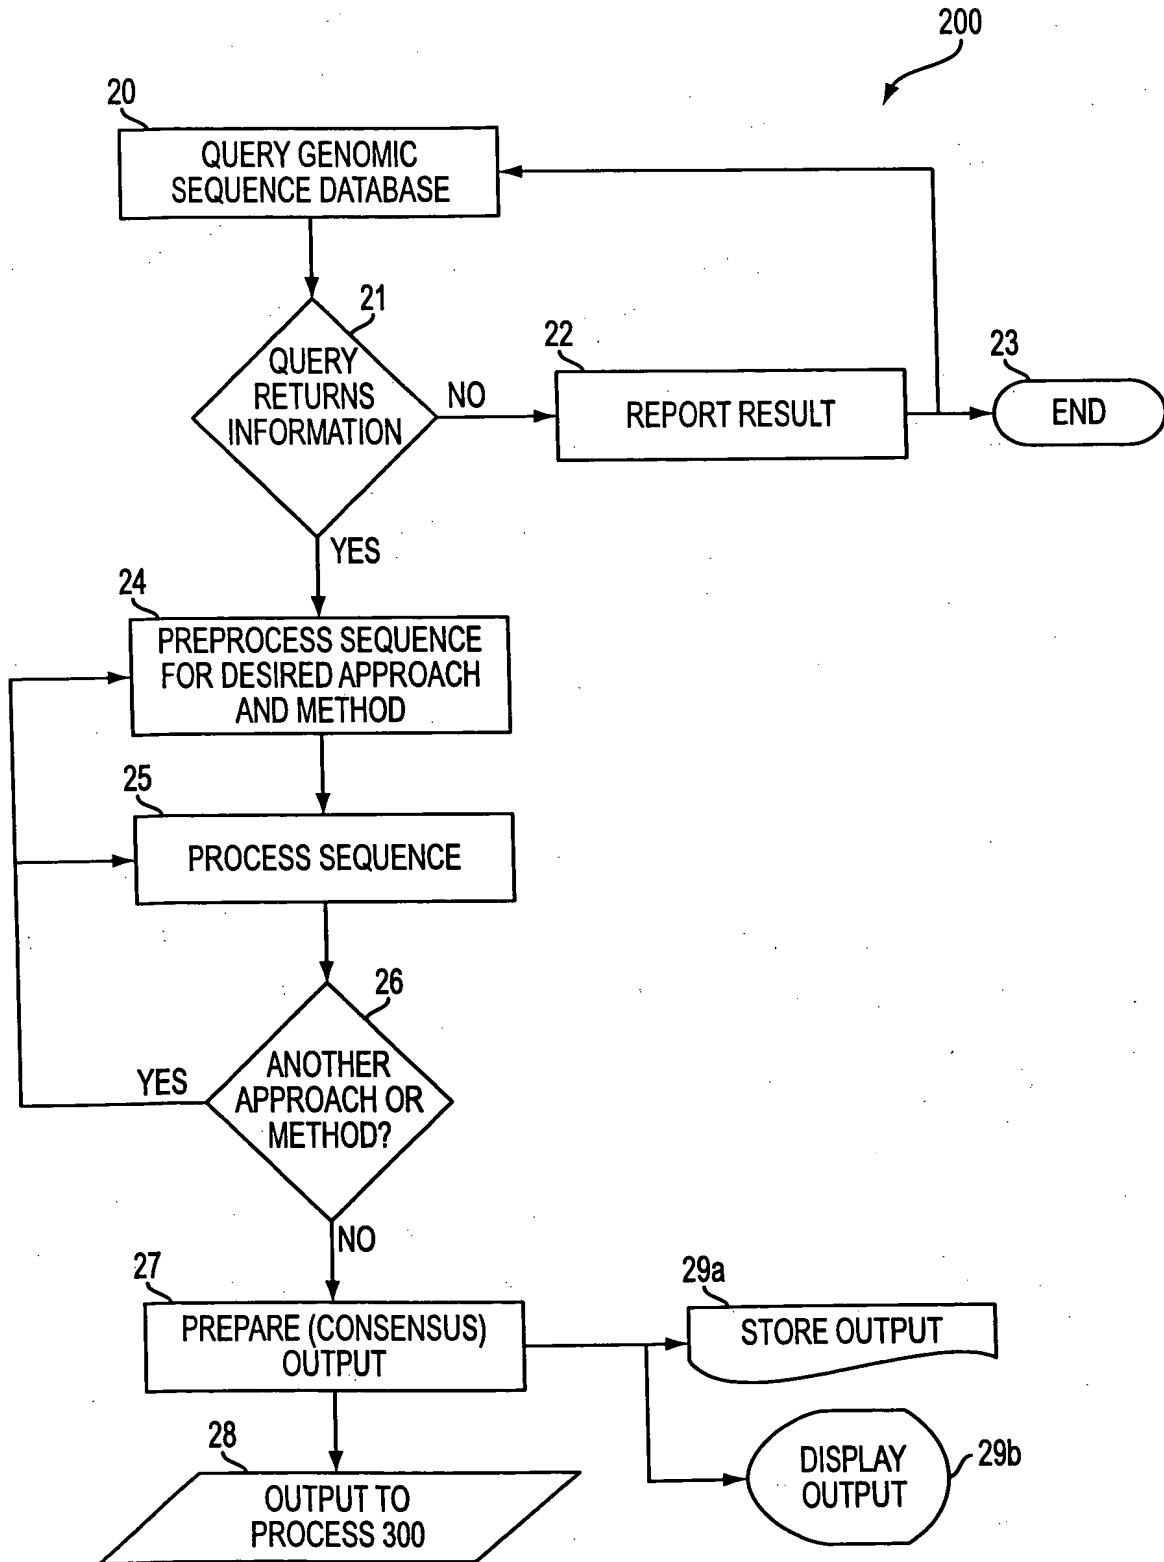 200
20
QUERY GENOMIC
SEQUENCE DATABASE
21
QUERY
RETURNS
INFORMATION
NO
22
REPORT RESULT
23
END
YES
24
PREPROCESS SEQUENCE
FOR DESIRED APPROACH
AND METHOD
25
PROCESS SEQUENCE
26
ANOTHER
APPROACH OR
METHOD?
YES
NO
27
PREPARE (CONSENSUS)
OUTPUT
29a
STORE OUTPUT
28
OUTPUT TO
PROCESS 300
DISPLAY
OUTPUT
29b